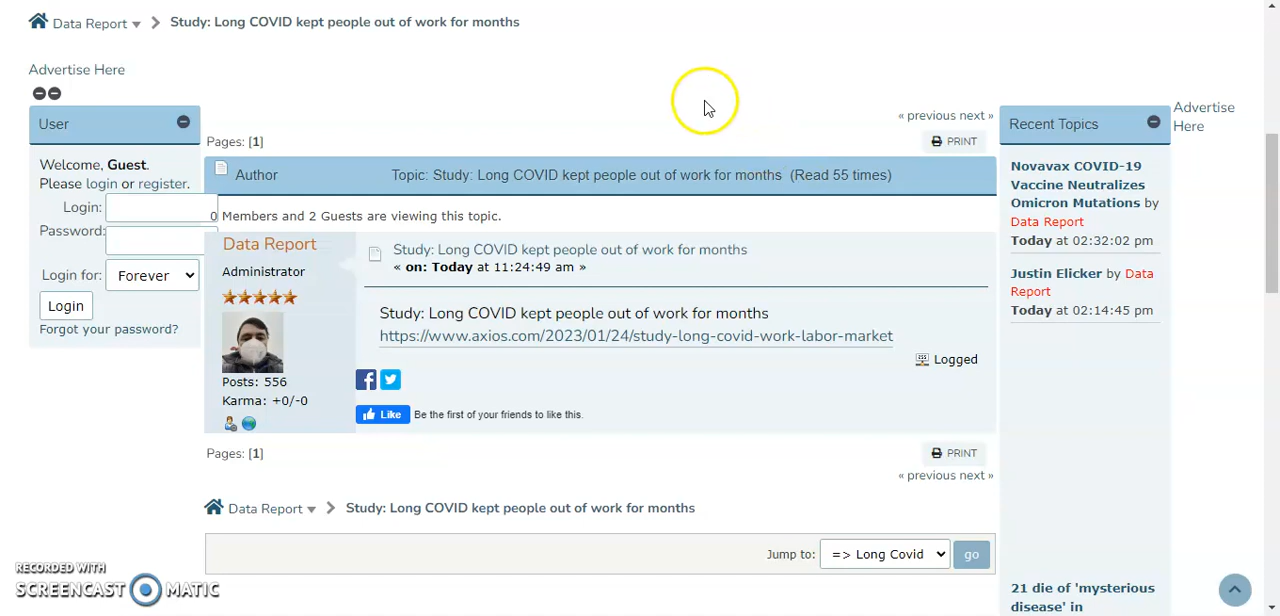 Data Report
Study: Long COVID kept people out of work for months
Advertise Here
User
Welcome, Guest.
Please login or register.
Login:
Password:
Login for: Forever
Login
Forgot your password?
« previous next »
Pages: [1]
PRINT
Author
Topic: Study: Long COVID kept people out of work for months (Read 55 times)
0 Members and 2 Guests are viewing this topic.
Data Report
Administrator
Posts: 556
Karma: +0/-0
Study: Long COVID kept people out of work for months
« on: Today at 11:24:49 am »
Study: Long COVID kept people out of work for months
https://www.axios.com/2023/01/24/study-long-covid-work-labor-market
Logged
Like Be the first of your friends to like this.
Pages: [1]
PRINT
« previous next »
Data Report
Study: Long COVID kept people out of work for months
Jump to: => Long Covid go
Recent Topics
Novavax COVID-19
Vaccine Neutralizes
Omicron Mutations by
Data Report
Today at 02:32:02 pm
Justin Elicker by Data
Report
Today at 02:14:45 pm
21 die of 'mysterious
disease' in
Advertise
Here
RECORDED WITH
SCREENCAST MATIC